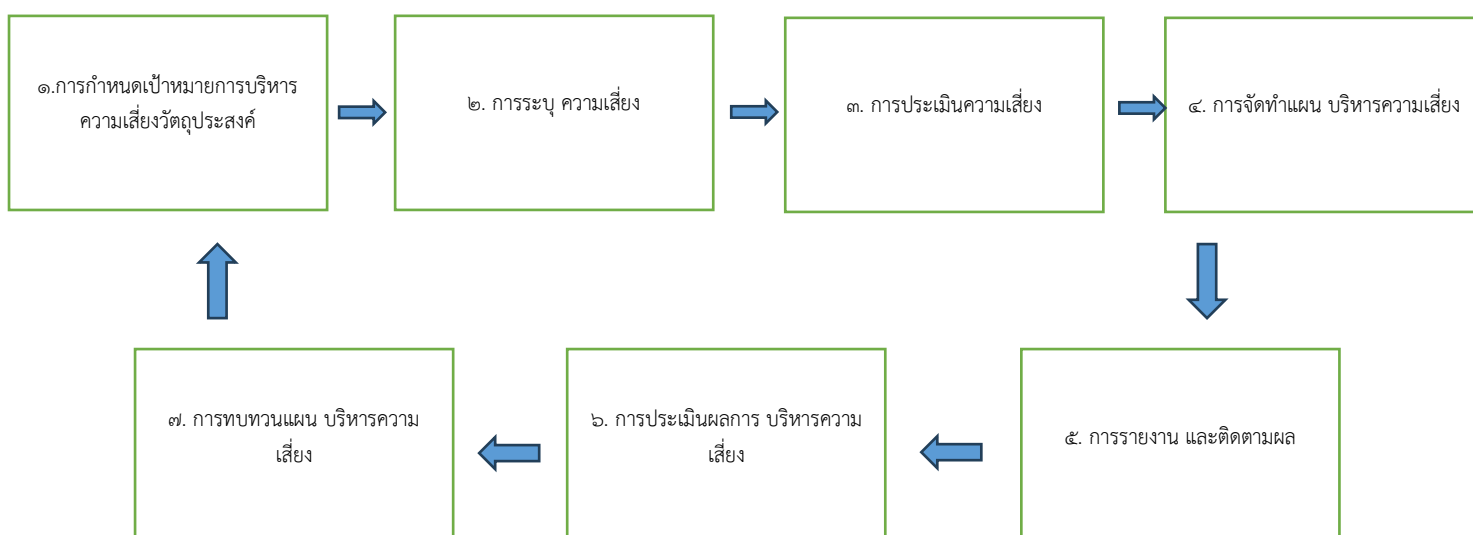 ๑.การกำหนดเป้าหมายการบริหาร
ความเสี่ยงวัตถุประสงค์
๒. การระบุ ความเสี่ยง
๓. การประเมินความเสี่ยง
๔. การจัดทำแผน บริหารความเสี่ยง
๗. การทบทวนแผน บริหารความ
เสี่ยง
๖. การประเมินผลการ บริหารความ
เสี่ยง
๕. การรายงาน และติดตามผล